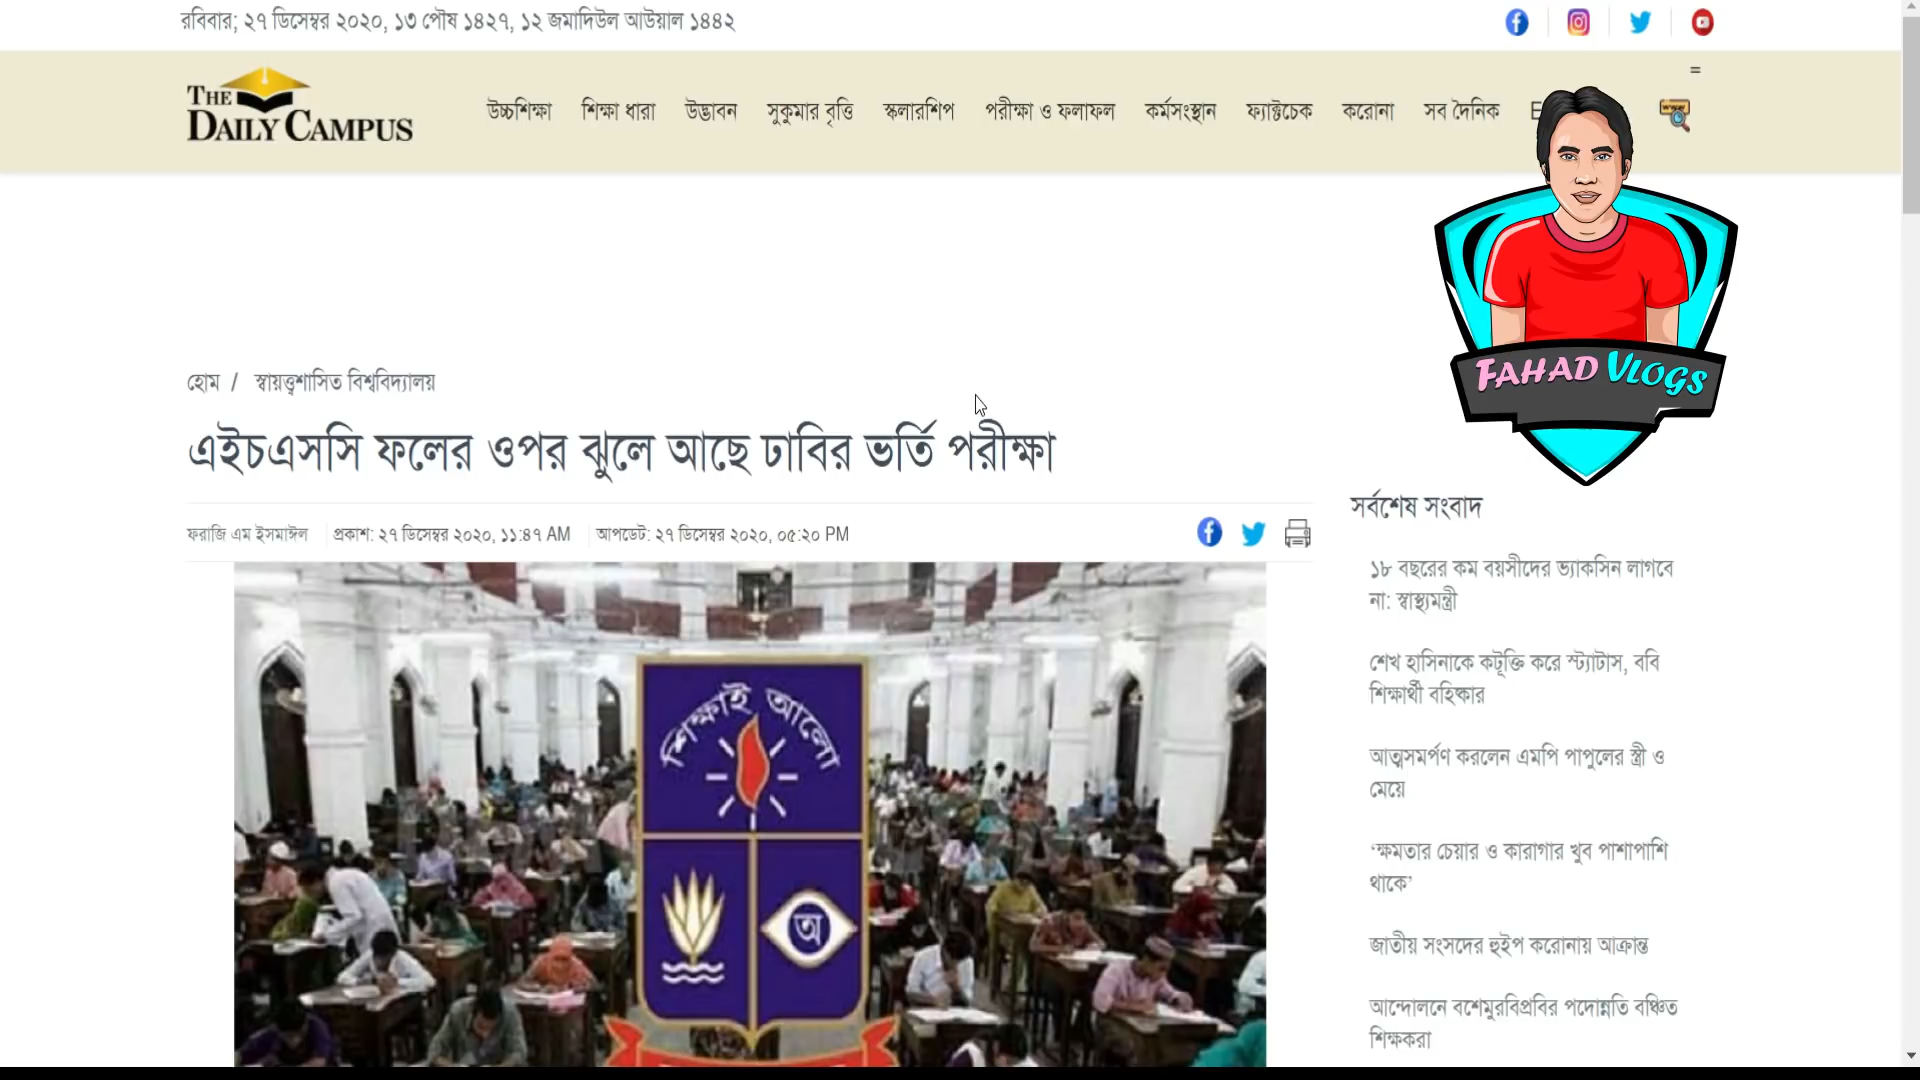 রবিবার; ২৭ ডিসেম্বর ২০২০, ১৩ পৌষ ১৪২৭, ১২ জমাদিউল আউয়াল ১৪৪২
THE
DAILY CAMPUS
উচ্চশিক্ষা শিক্ষা ধারা উদ্ভাবন সুকুমার বৃত্তি স্কলারশিপ পরীক্ষা ও ফলাফল কর্মসংস্থান ফ্যাক্টচেক করোনা সব দৈনিক
FAHAD VLOGS
হোম / স্বায়ত্ত্বশাসিত বিশ্ববিদ্যালয়
এইচএসসি ফলের ওপর ঝুলে আছে ঢাবির ভর্তি পরীক্ষা
ফরাজি এম ইসমাঈল প্রকাশ: ২৭ ডিসেম্বর ২০২০, ১১:৪৭ AM আপডেট: ২৭ ডিসেম্বর ২০২০, ০৫:২০ PM
শিক্ষাই আলো
অ
সর্বশেষ সংবাদ
১৮ বছরের কম বয়সীদের ভ্যাকসিন লাগবে
না: স্বাস্থ্যমন্ত্রী
শেখ হাসিনাকে কটূক্তি করে স্ট্যাটাস, ববি
শিক্ষার্থী বহিষ্কার
আত্মসমর্পণ করলেন এমপি পাপুলের স্ত্রী ও
মেয়ে
‘ক্ষমতার চেয়ার ও কারাগার খুব পাশাপাশি
থাকে’
জাতীয় সংসদের হুইপ করোনায় আক্রান্ত
আন্দোলনে বশেমুরবিপ্রবির পদোন্নতি বঞ্চিত
শিক্ষকরা